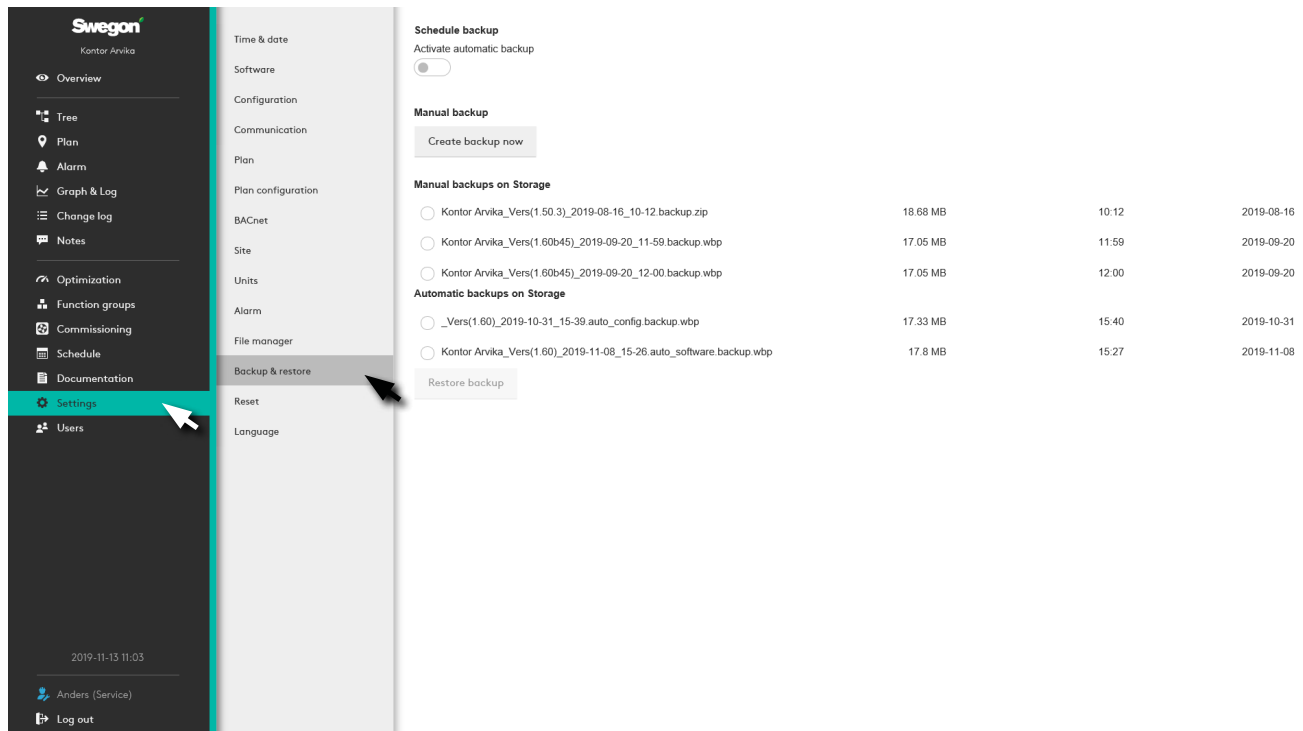 Swegon
Kontor Arvika
Overview
Tree
Plan
Alarm
Graph & Log
Change log
Notes
Optimization
Function groups
Commissioning
Schedule
Documentation
Settings
Users
2019-11-13 11:03
Anders (Service)
Log out
Time & date
Software
Configuration
Communication
Plan
Plan configuration
BACnet
Site
Units
Alarm
File manager
Backup & restore
Reset
Language
Schedule backup
Activate automatic backup
Manual backup
Create backup now
Manual backups on Storage
Kontor Arvika_Vers(1.50.3)_2019-08-16_10-12.backup.zip 18.68 MB 10:12 2019-08-16
Kontor Arvika_Vers(1.60b45)_2019-09-20_11-59.backup.wbp 17.05 MB 11:59 2019-09-20
Kontor Arvika_Vers(1.60b45)_2019-09-20_12-00.backup.wbp 17.05 MB 12:00 2019-09-20
Automatic backups on Storage
_Vers(1.60)_2019-10-31_15-39.auto_config.backup.wbp 17.33 MB 15:40 2019-10-31
Kontor Arvika_Vers(1.60)_2019-11-08_15-26.auto_software.backup.wbp 17.8 MB 15:27 2019-11-08
Restore backup